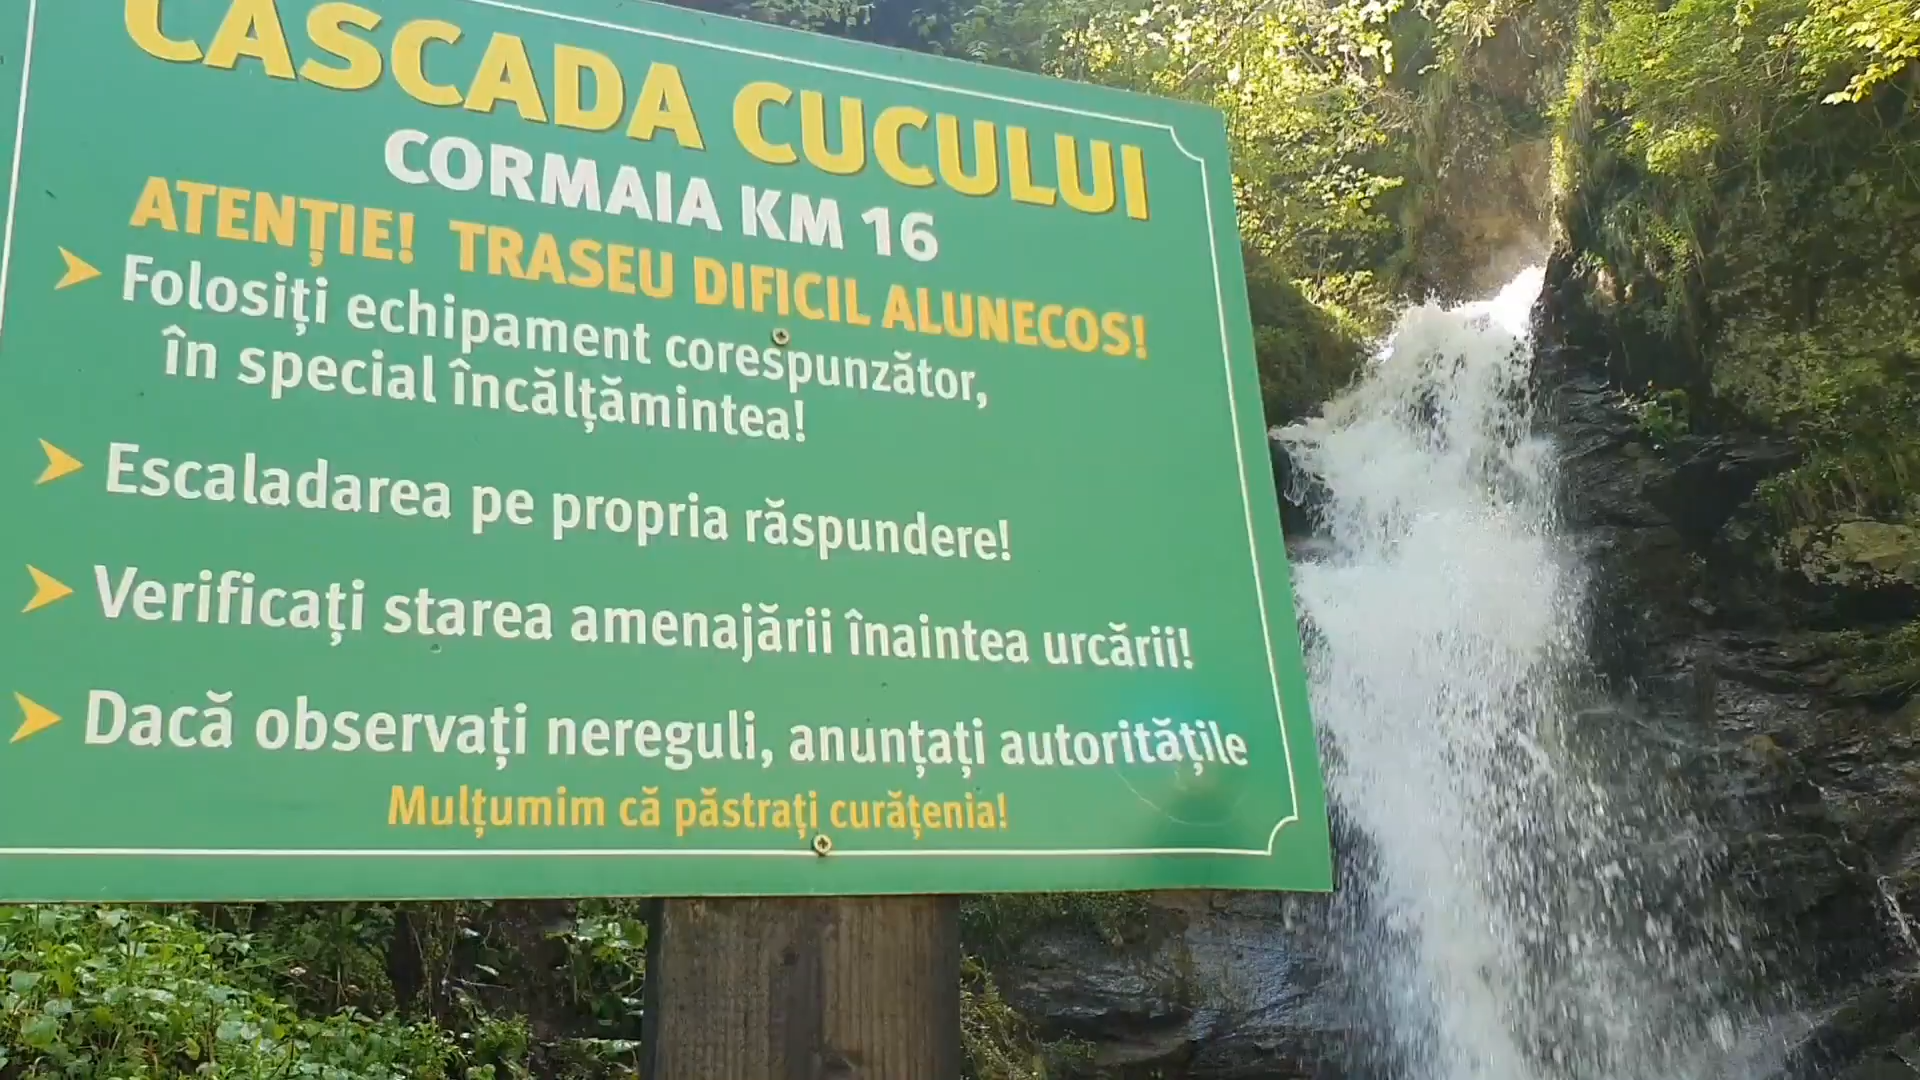 CASCADA CUCULUI
CORMAIA KM 16
ATENȚIE! TRASEU DIFICIL ALUNECOS!
Folosiți echipament corespunzător,
în special încălțămintea!
Escaladarea pe propria răspundere!
Verificați starea amenajării înaintea urcării!
Dacă observați nereguli, anunțați autoritățile
Mulțumim că păstrați curățenia!